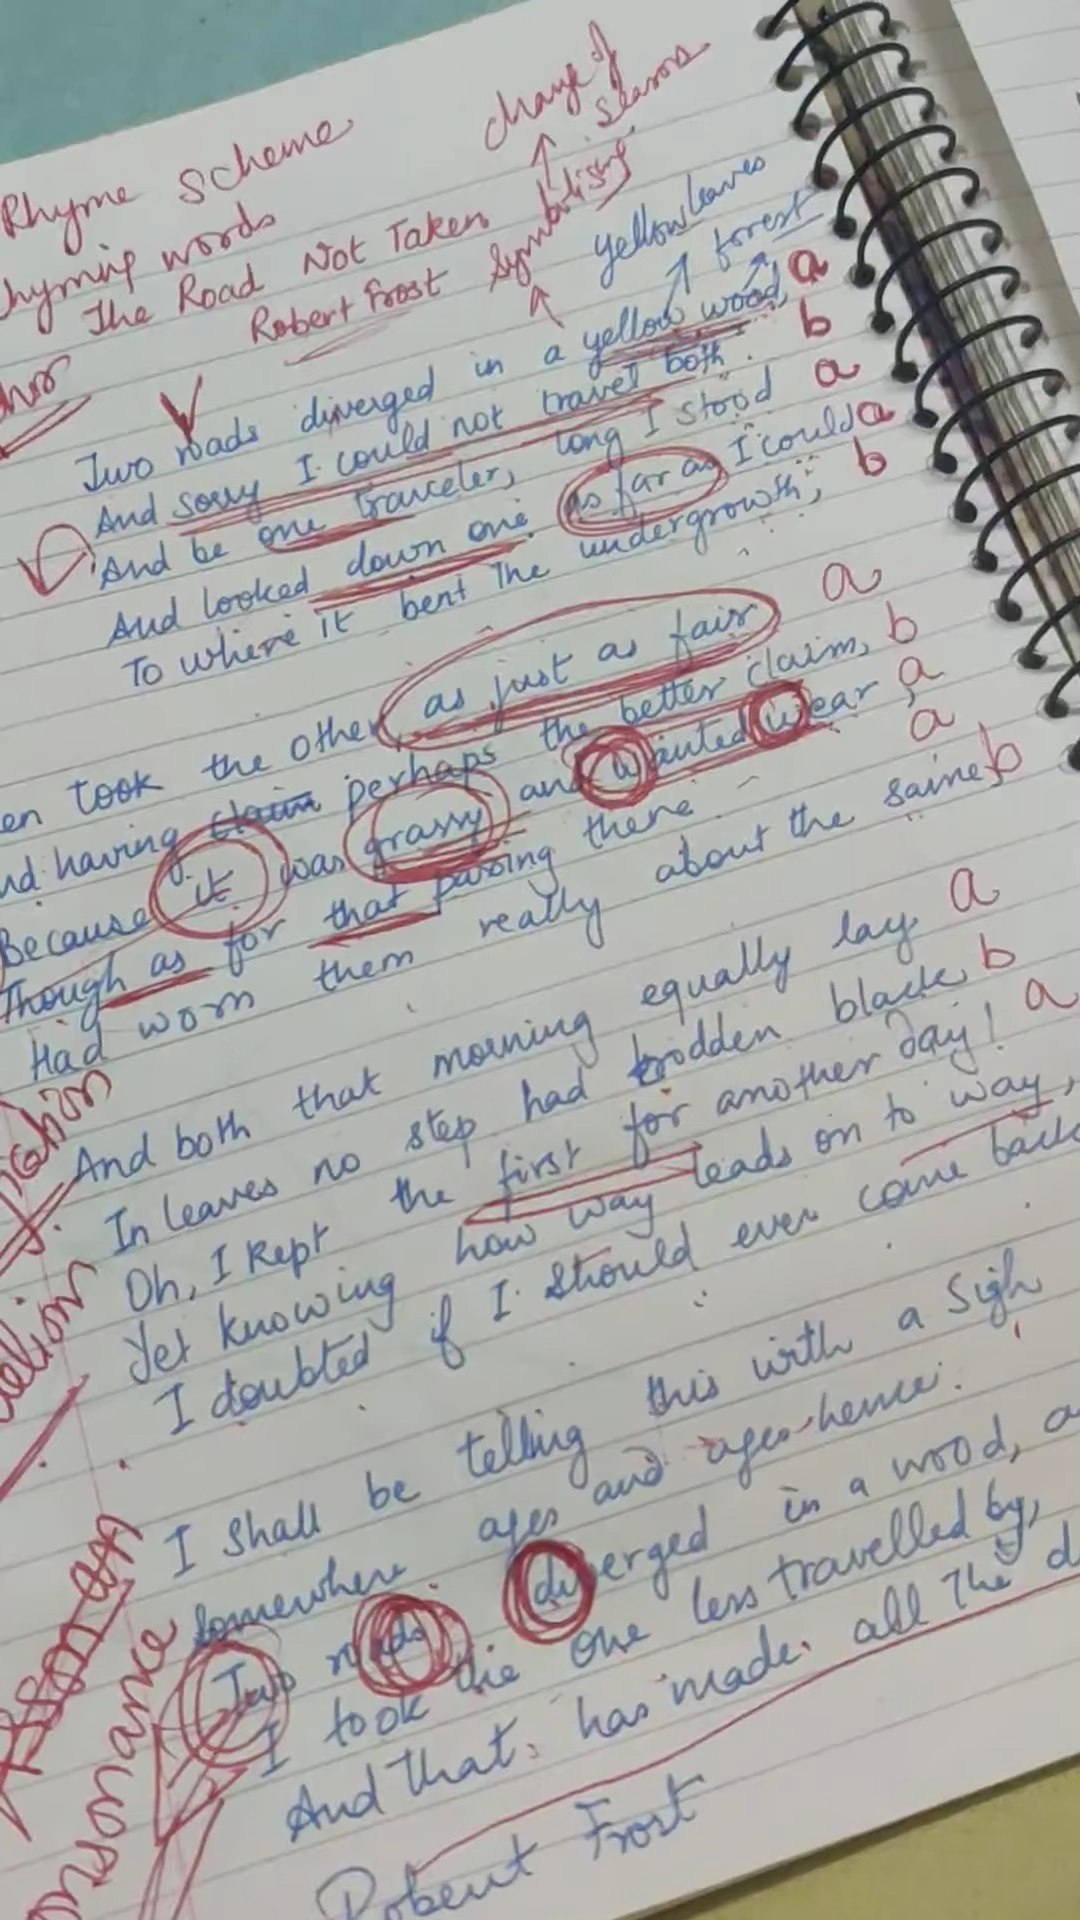 Rhyme Scheme
change of
seasons
hyming words
symbolising
The Road Not Taken
Robert Frost
yellow leaves
forest
hor
Two roads diverged in a yellow wood, a
And sorry I could not travel both b
And be one traveler, long I stood a
And looked down one as far as I could a
To where it bent The undergrowth; b
en took the other, as just as fair a
nd having claim perhaps the better claim, b
Because it was grassy and wanted wear, a
Though as for that passing there a
Had worn them really about the same b
And both that morning equally lay a
In leaves no step had trodden black b
Oh, I Kept the first for another day! a
Yet knowing how way leads on to way,
I doubted if I should ever come back
I Shall be telling this with a Sigh
Somewhere ages and ages hence:
Two roads diverged in a wood, a
I took the one less travelled by,
And That has made all The d
onsonance
Robert Frost